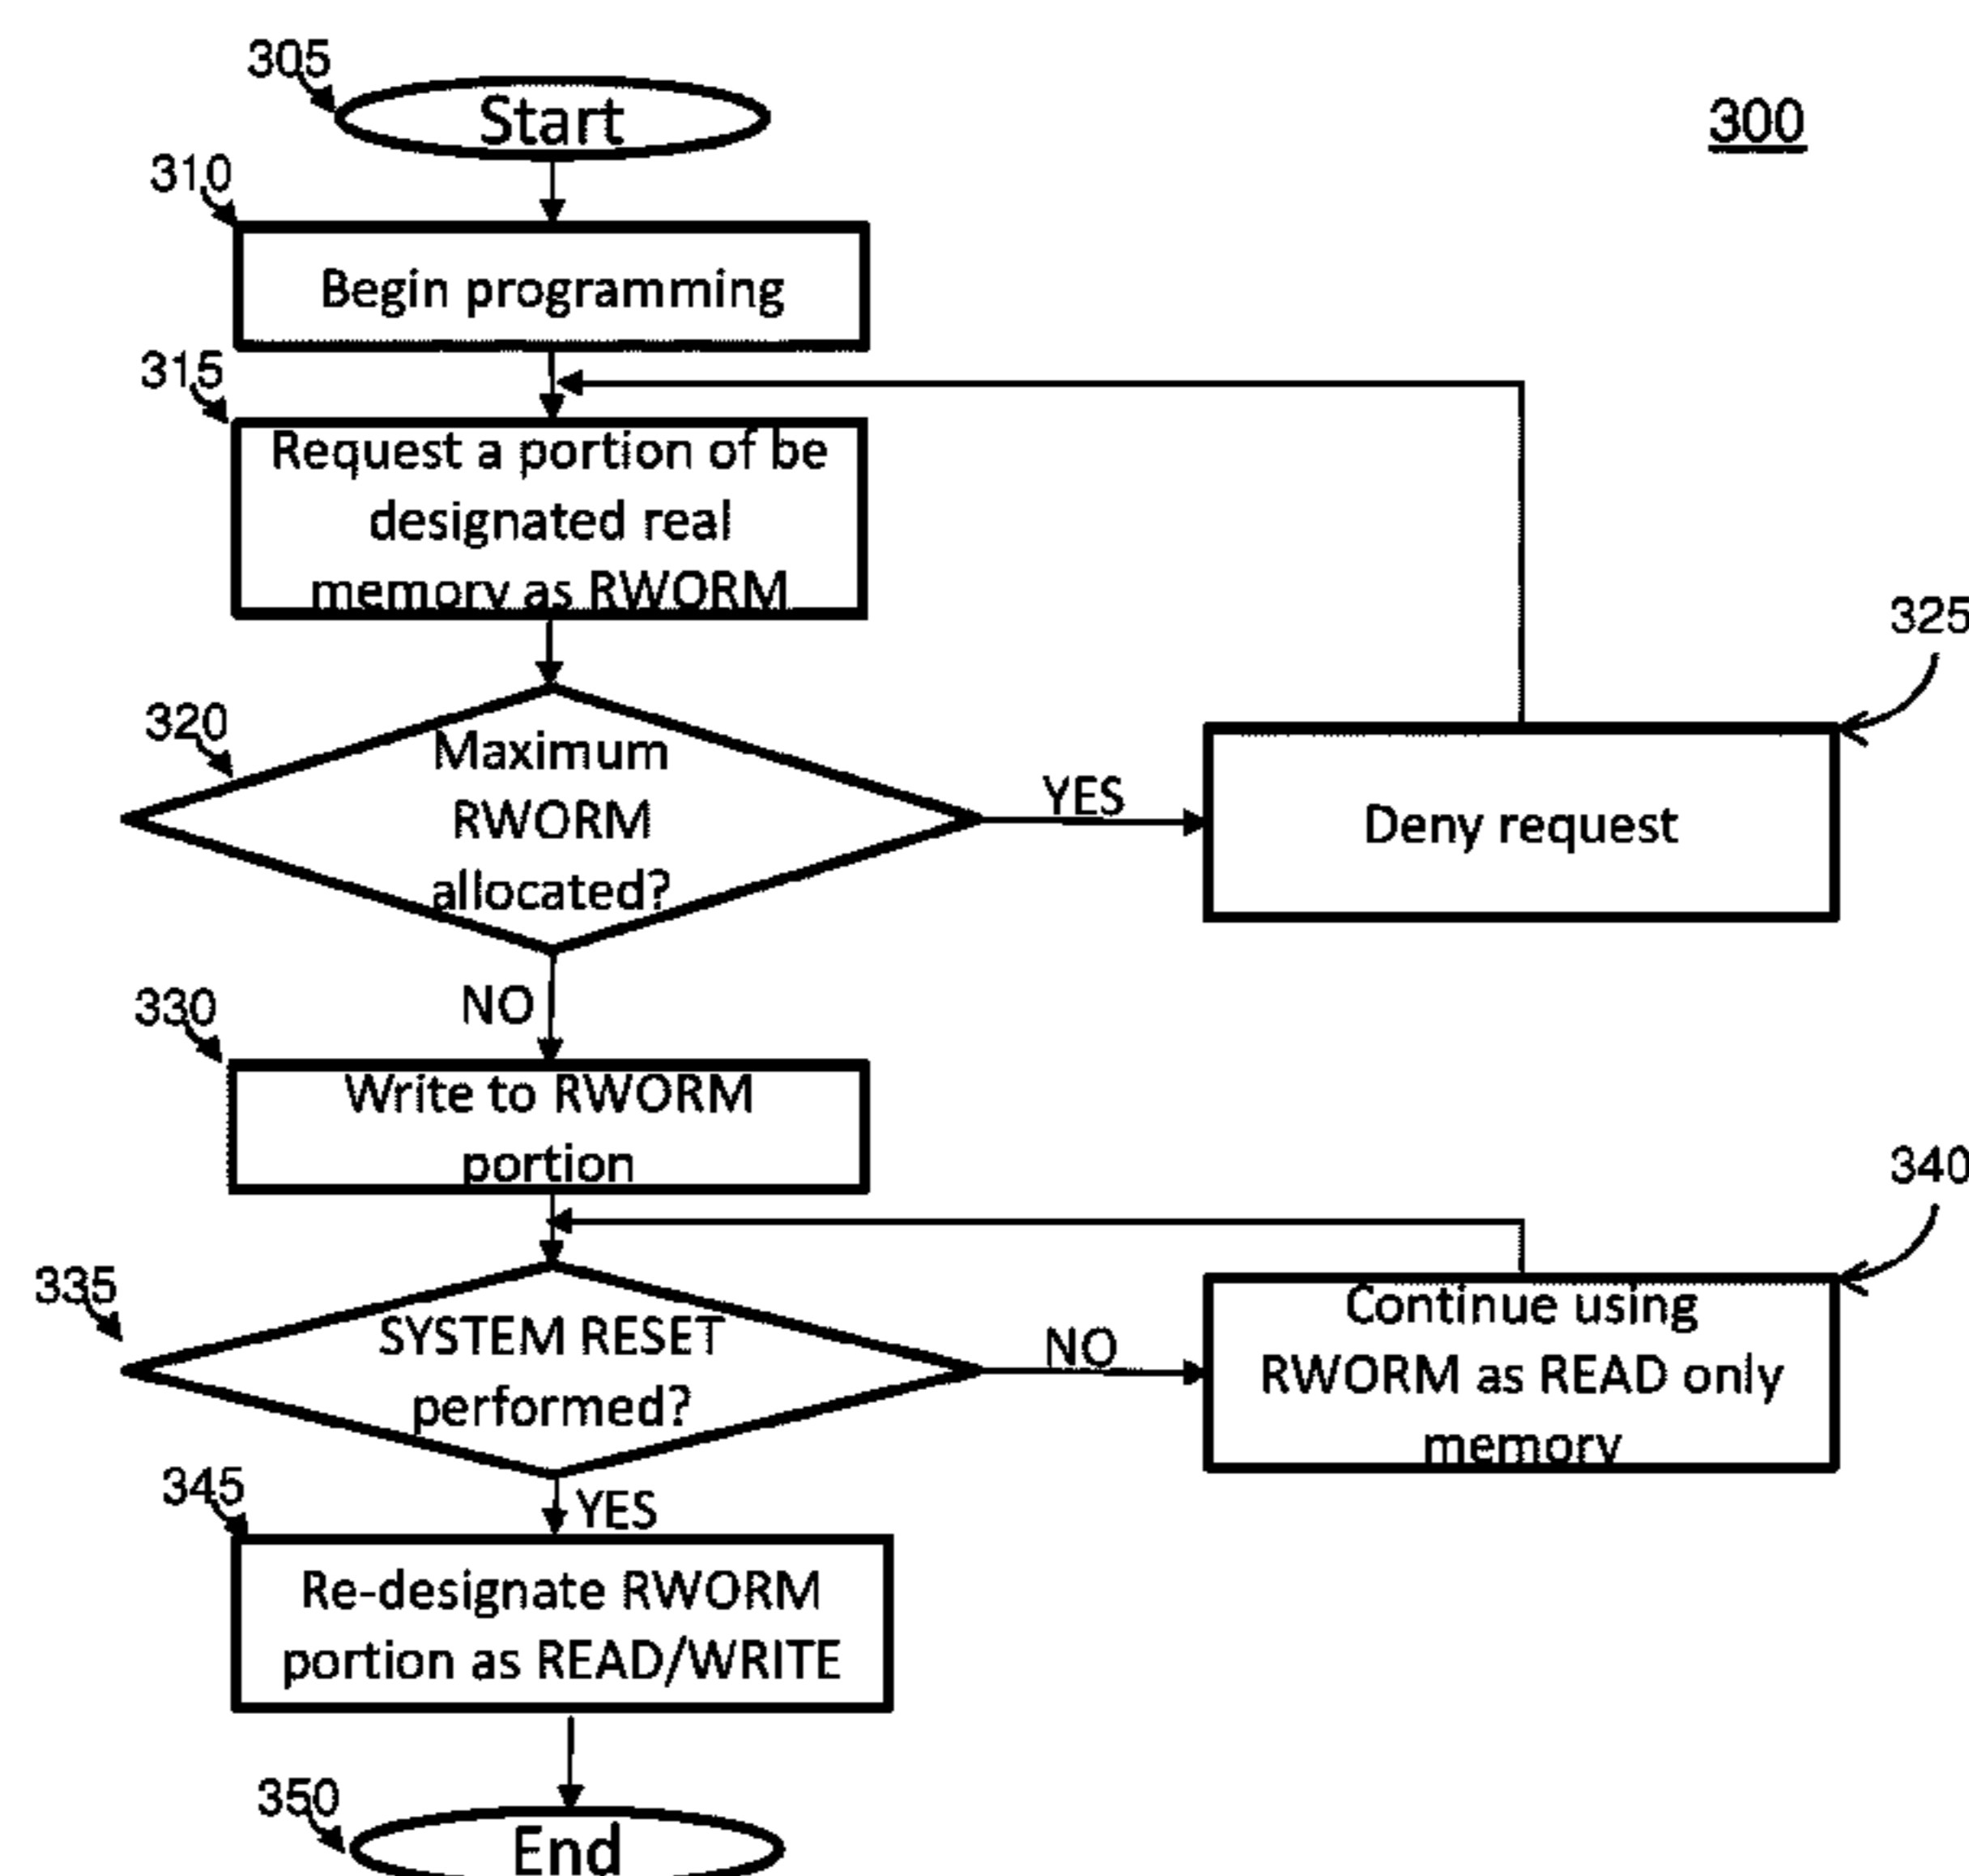 305
Start
300
310
Begin programming
315
Request a portion of be
designated real
memory as RWORM
325
320
Maximum
RWORM
allocated?
YES
Deny request
NO
330
Write to RWORM
portion
340
335
SYSTEM RESET
performed?
NO
Continue using
RWORM as READ only
memory
345
YES
Re-designate RWORM
portion as READ/WRITE
350
End